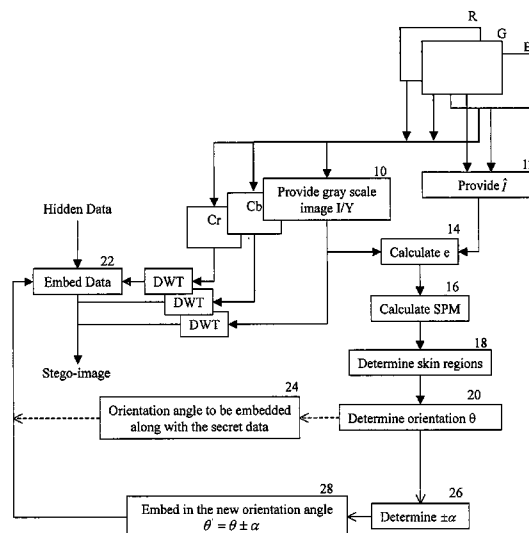 R
G
10
Provide gray scale
image I/Y
Provide Î
Cb
Cr
Hidden Data
14
Calculate e
22
Embed Data
DWT
DWT
DWT
16
Calculate SPM
18
Determine skin regions
Stego-image
24
Orientation angle to be embedded
along with the secret data
20
Determine orientation θ
28
Embed in the new orientation angle
θ' = θ ± α
26
Determine ±α